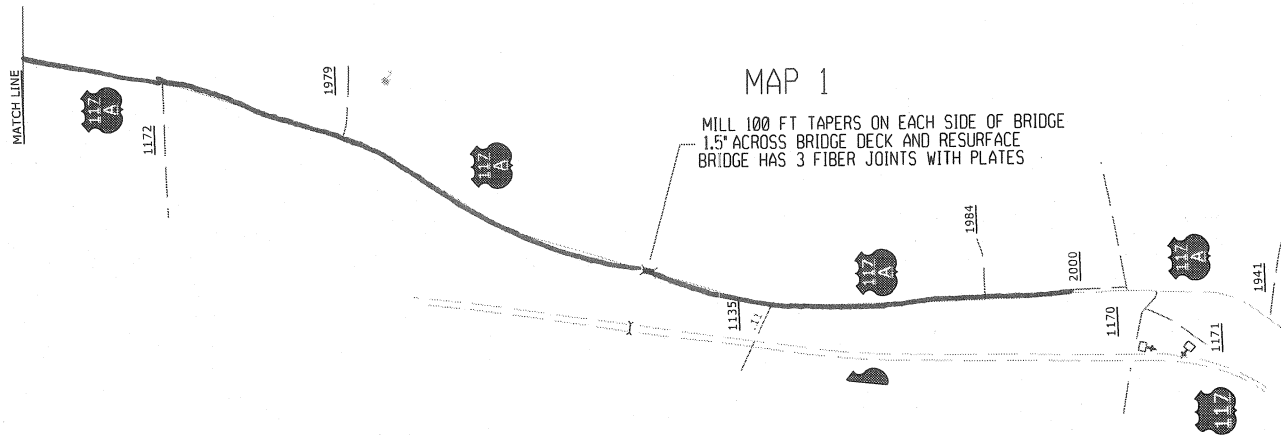 MAP 1
MILL 100 FT TAPERS ON EACH SIDE OF BRIDGE
1.5" ACROSS BRIDGE DECK AND RESURFACE
BRIDGE HAS 3 FIBER JOINTS WITH PLATES
MATCH LINE
117
A
1172
1979
117
A
1135
.11
117
A
1984
2000
1170
117
A
1171
1941
117